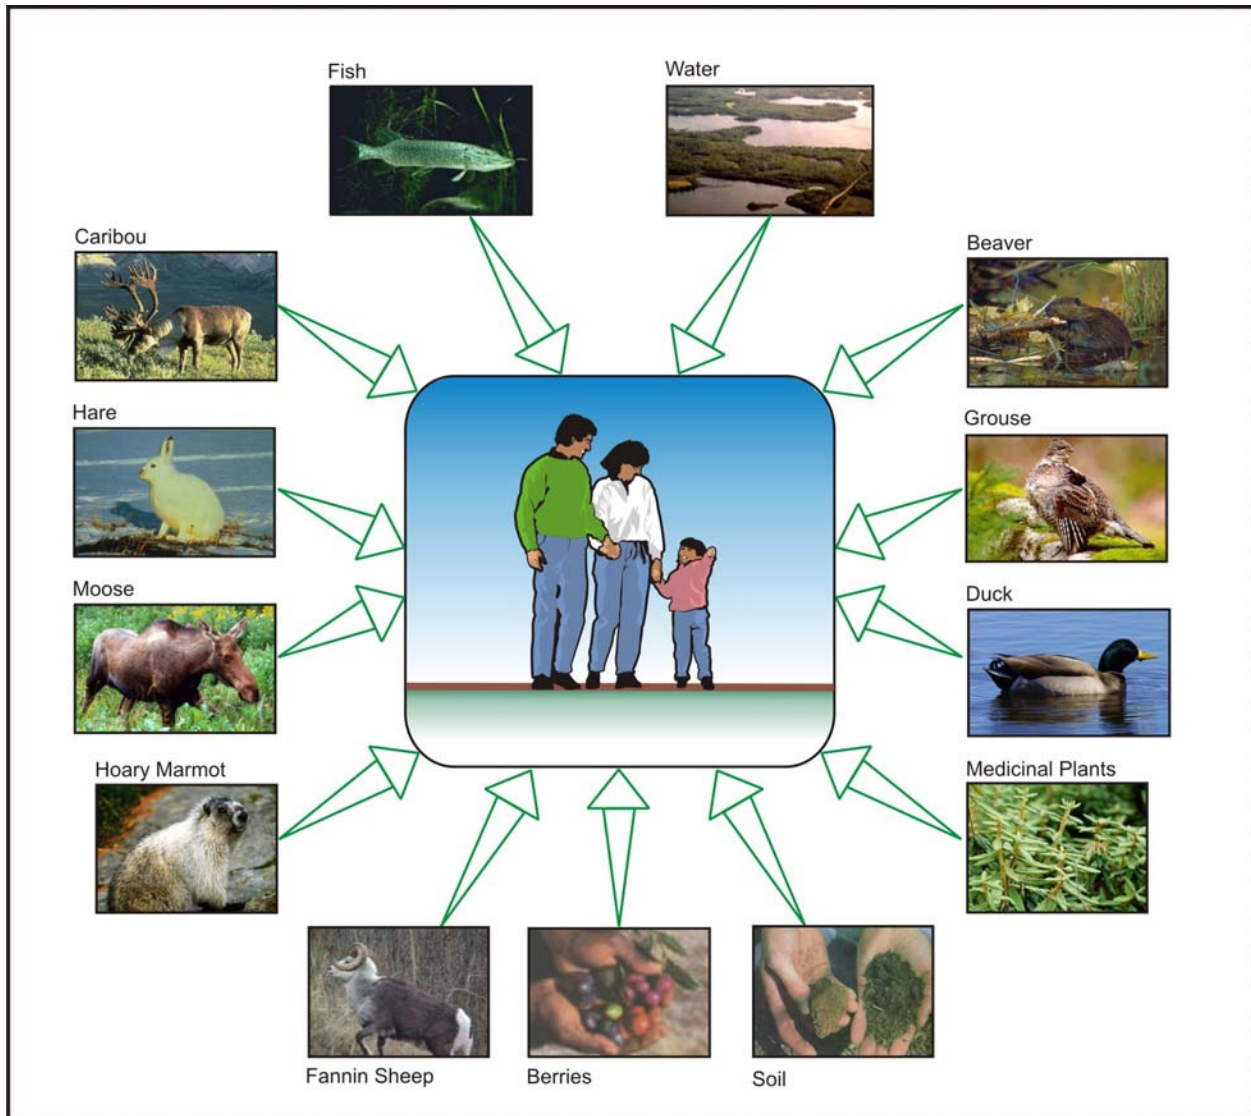 Fish
Water
Caribou
Beaver
Hare
Grouse
Moose
Duck
Hoary Marmot
Medicinal Plants
Fannin Sheep
Berries
Soil